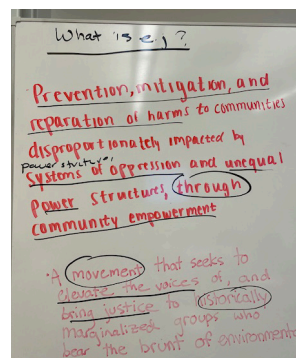 What is ej?
Prevention, mitigation, and
reparation of harms to communities
disproportionately impacted by
power structures,
systems of oppression and unequal
power structures, through
community empowerment
• A movement that seeks to
elevate the voices of, and
bring justice to historically
marginalized groups who
bear the brunt of environmental